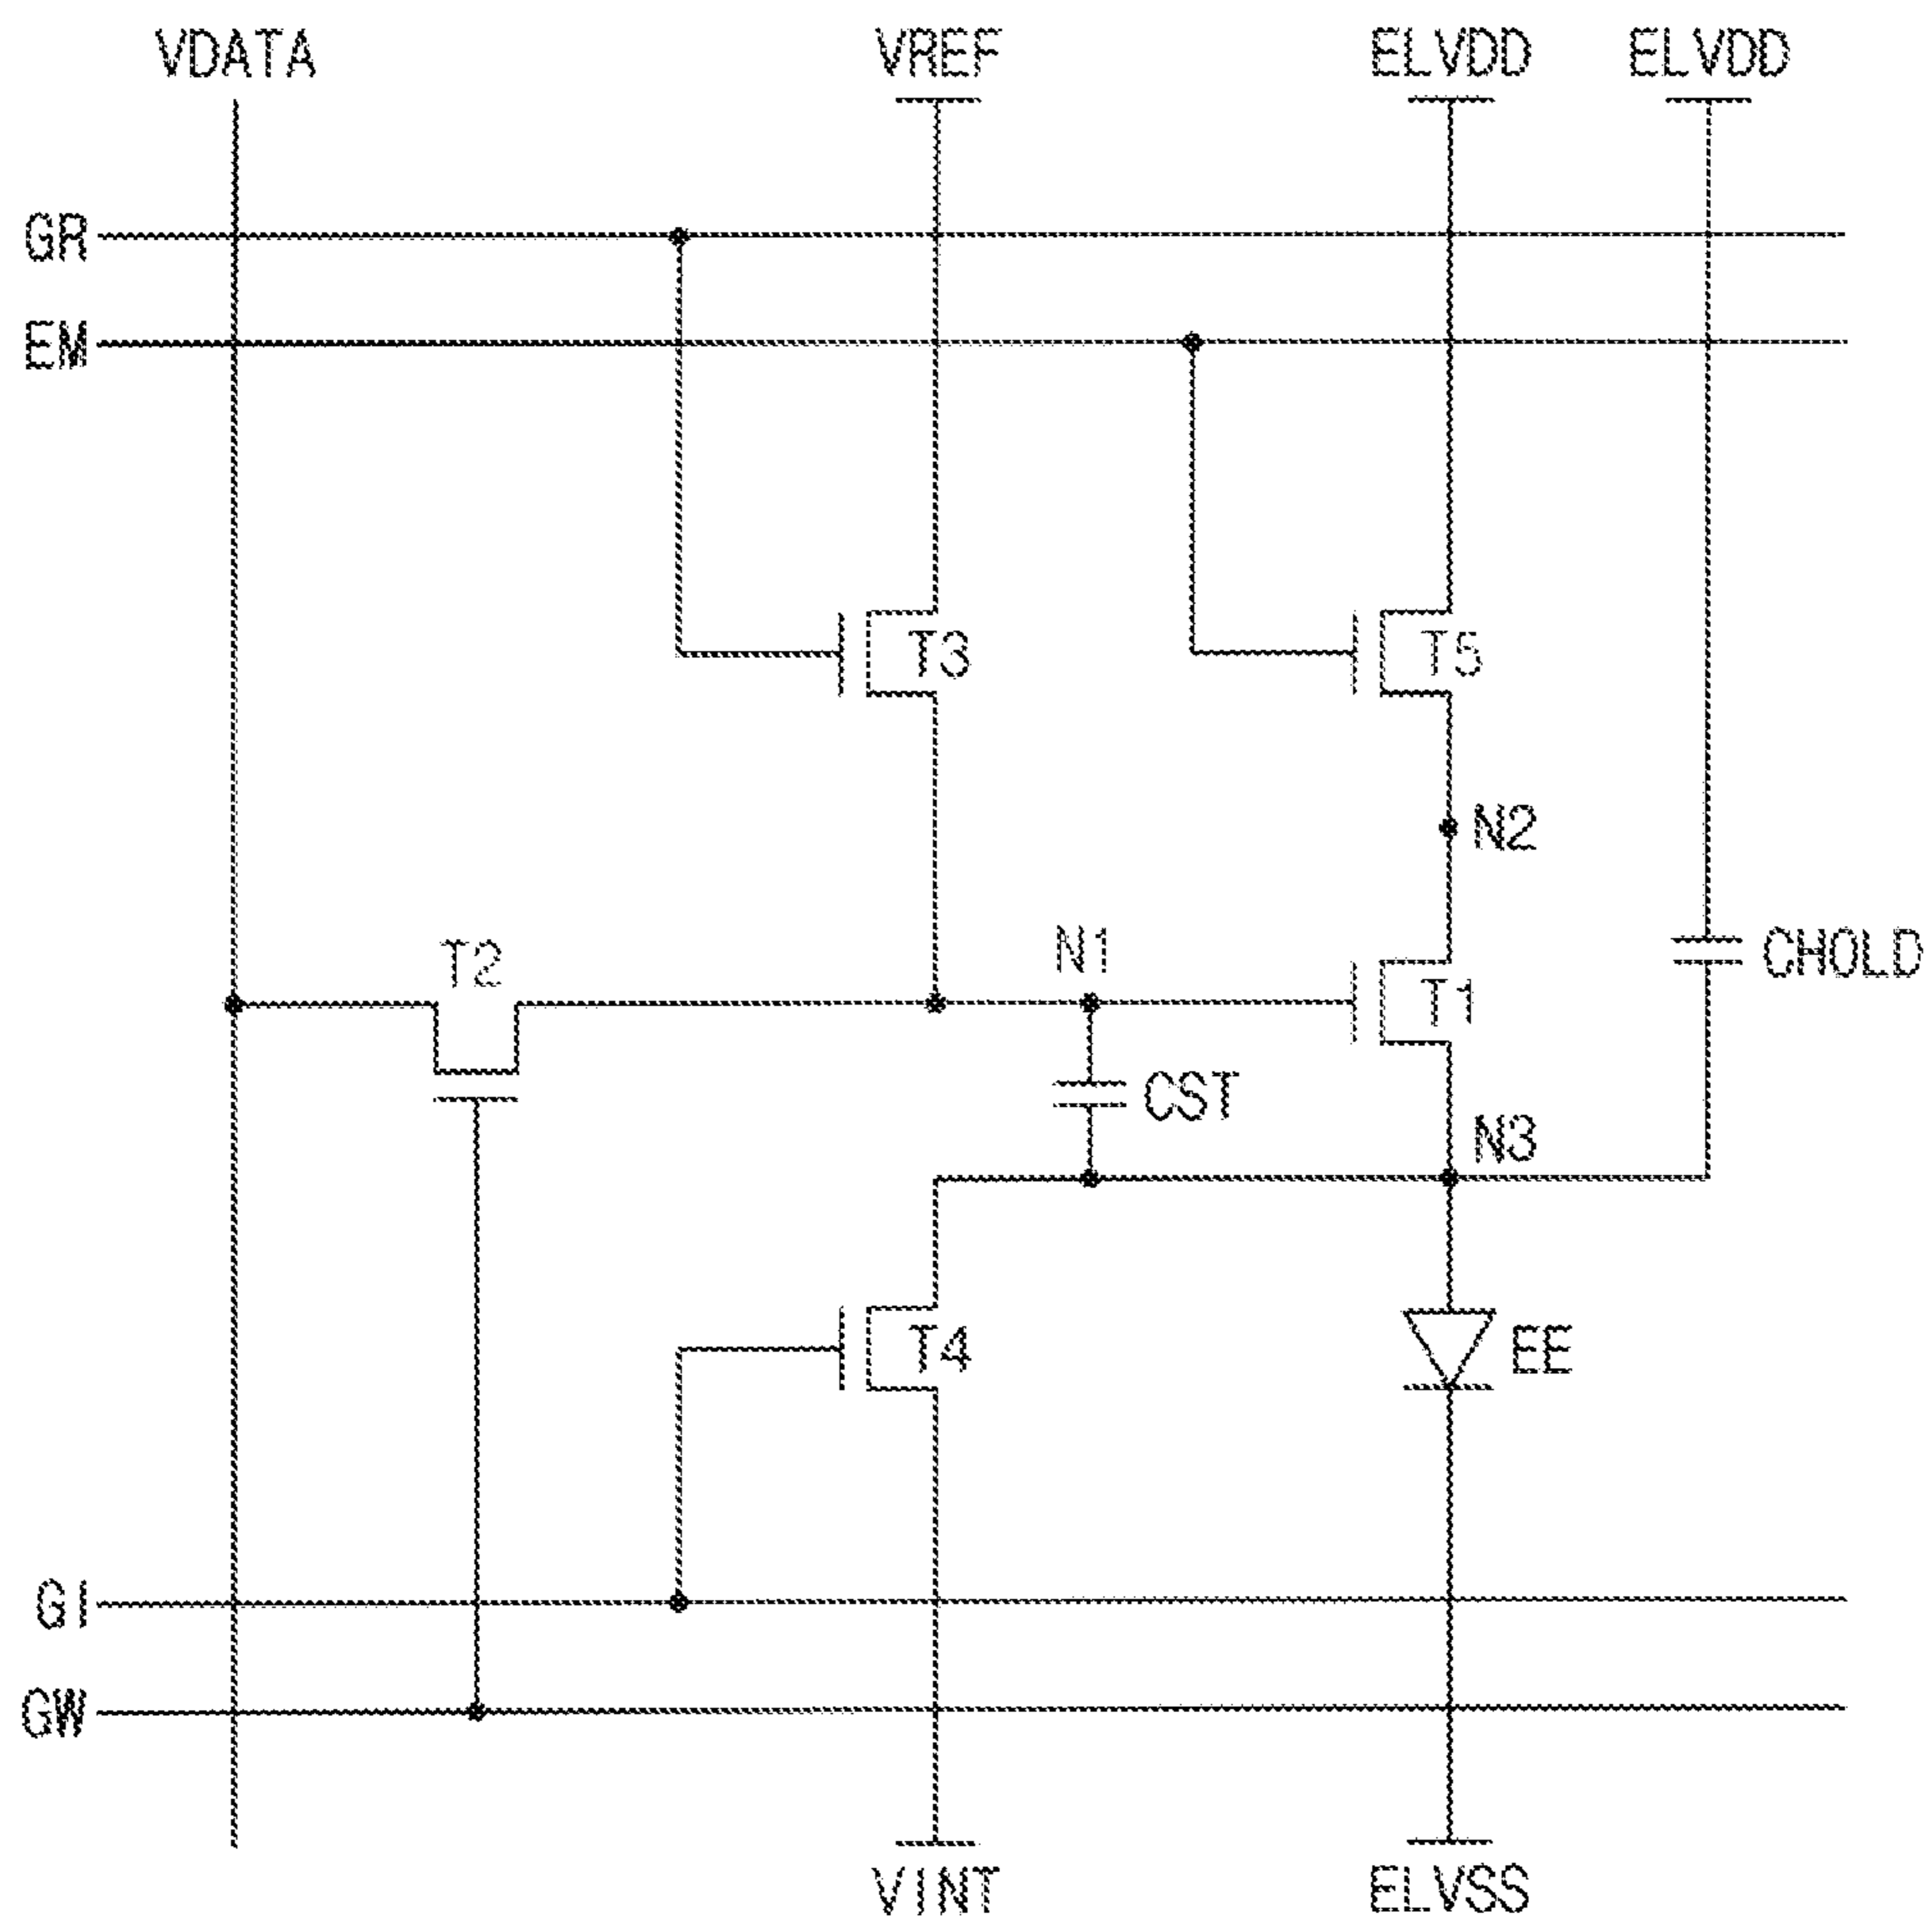 VDATA VREF ELVDD ELVDD
GR
EM
T3 T5
N2
T2 N1 CHOLD
T1
CST
N3
T4 EE
GI
GW
VINT ELVSS